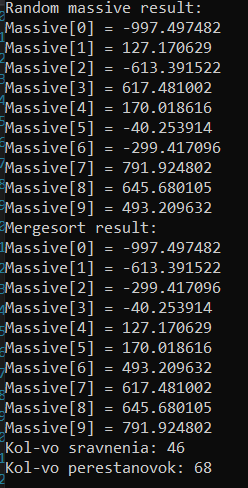 Random massive result:
Massive[0] = -997.497482
Massive[1] = 127.170629
Massive[2] = -613.391522
Massive[3] = 617.481002
Massive[4] = 170.018616
Massive[5] = -40.253914
Massive[6] = -299.417096
Massive[7] = 791.924802
Massive[8] = 645.680105
Massive[9] = 493.209632
Mergesort result:
Massive[0] = -997.497482
Massive[1] = -613.391522
Massive[2] = -299.417096
Massive[3] = -40.253914
Massive[4] = 127.170629
Massive[5] = 170.018616
Massive[6] = 493.209632
Massive[7] = 617.481002
Massive[8] = 645.680105
Massive[9] = 791.924802
Kol-vo sravnenia: 46
Kol-vo perestanovok: 68